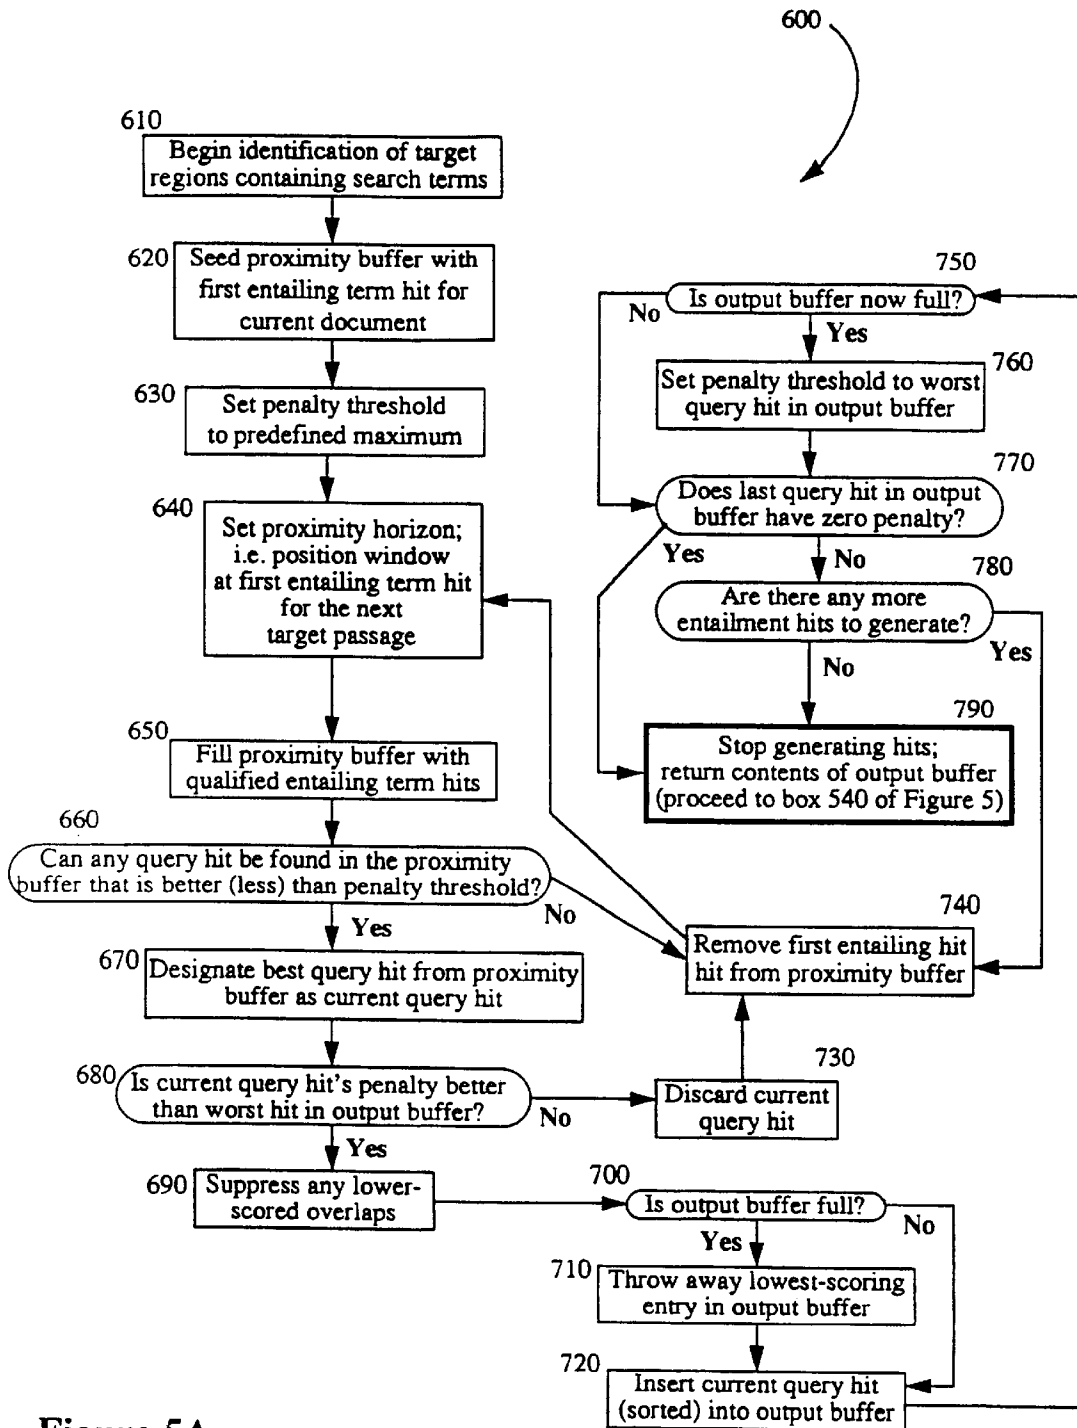 600
610
Begin identification of target
regions containing search terms
620
Seed proximity buffer with
first entailing term hit for
current document
630
Set penalty threshold
to predefined maximum
640
Set proximity horizon;
i.e. position window
at first entailing term hit
for the next
target passage
650
Fill proximity buffer with
qualified entailing term hits
660
Can any query hit be found in the proximity
buffer that is better (less) than penalty threshold?
No
Yes
670
Designate best query hit from proximity
buffer as current query hit
680
Is current query hit's penalty better
than worst hit in output buffer?
No
Yes
690
Suppress any lower-
scored overlaps
700
Is output buffer full?
No
Yes
710
Throw away lowest-scoring
entry in output buffer
720
Insert current query hit
(sorted) into output buffer
730
Discard current
query hit
740
Remove first entailing hit
hit from proximity buffer
750
Is output buffer now full?
No
Yes
760
Set penalty threshold to worst
query hit in output buffer
770
Does last query hit in output
buffer have zero penalty?
Yes
No
780
Are there any more
entailment hits to generate?
Yes
No
790
Stop generating hits;
return contents of output buffer
(proceed to box 540 of Figure 5)
Figure 5A